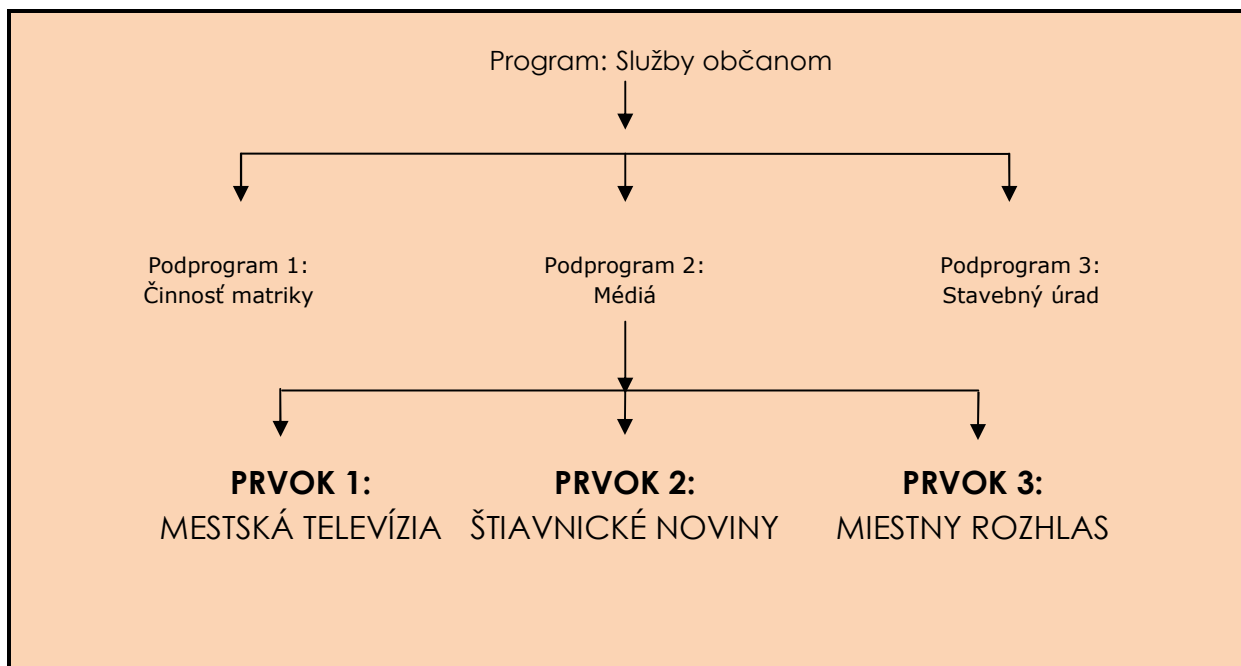 Program: Služby občanom
Podprogram 1:
Činnosť matriky
Podprogram 2:
Médiá
Podprogram 3:
Stavebný úrad
PRVOK 1:
MESTSKÁ TELEVÍZIA
PRVOK 2:
ŠTIAVNICKÉ NOVINY
PRVOK 3:
MIESTNY ROZHLAS